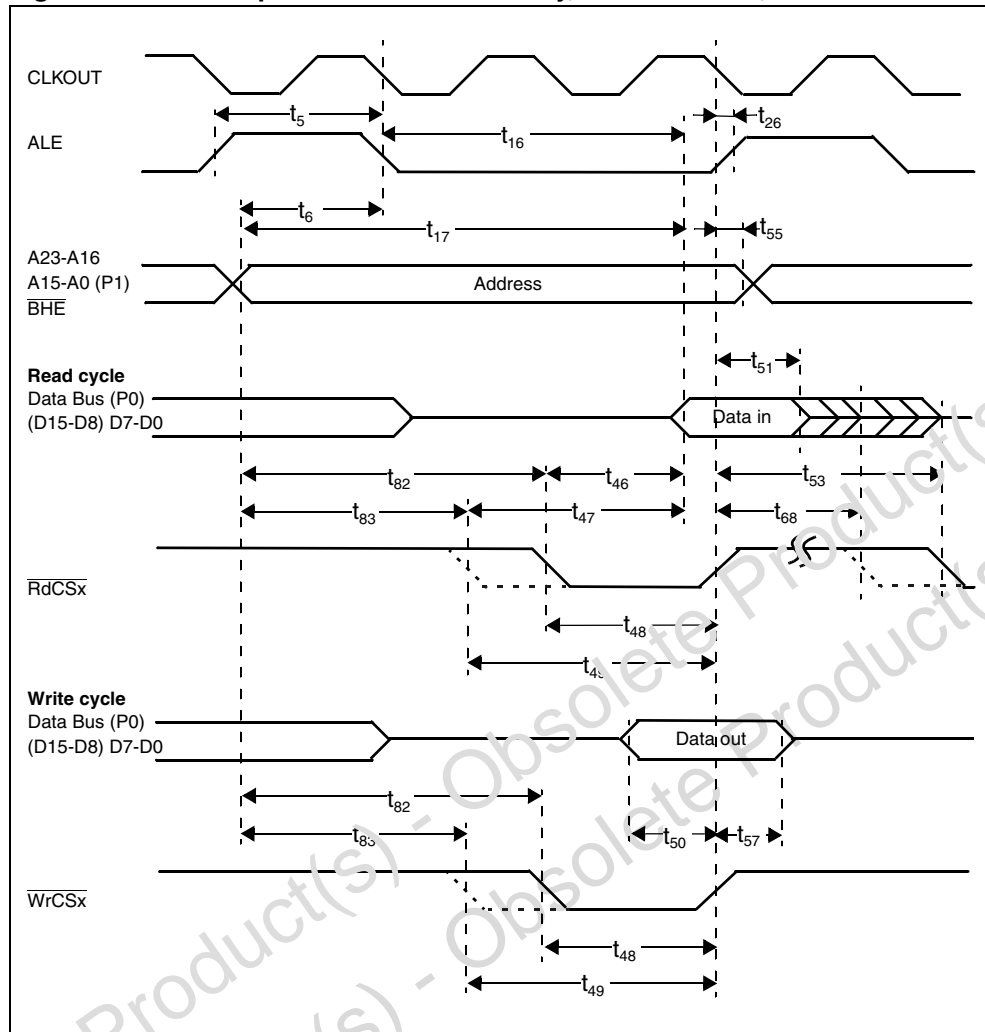 CLKOUT
t5
t26
ALE
t16
t6
t17
t55
A23-A16
A15-A0 (P1)
Address
BHE
t51
Read cycle
Data Bus (P0)
(D15-D8) D7-D0
Data in
t82
t46
t53
t83
t47
t68
RdCSx
t48
Write cycle
Data Bus (P0)
(D15-D8) D7-D0
Data out
t82
t83
t50
t57
WrCSx
t48
t49
Product(s) - Obsolete Product(s
- Obsolete Product(s